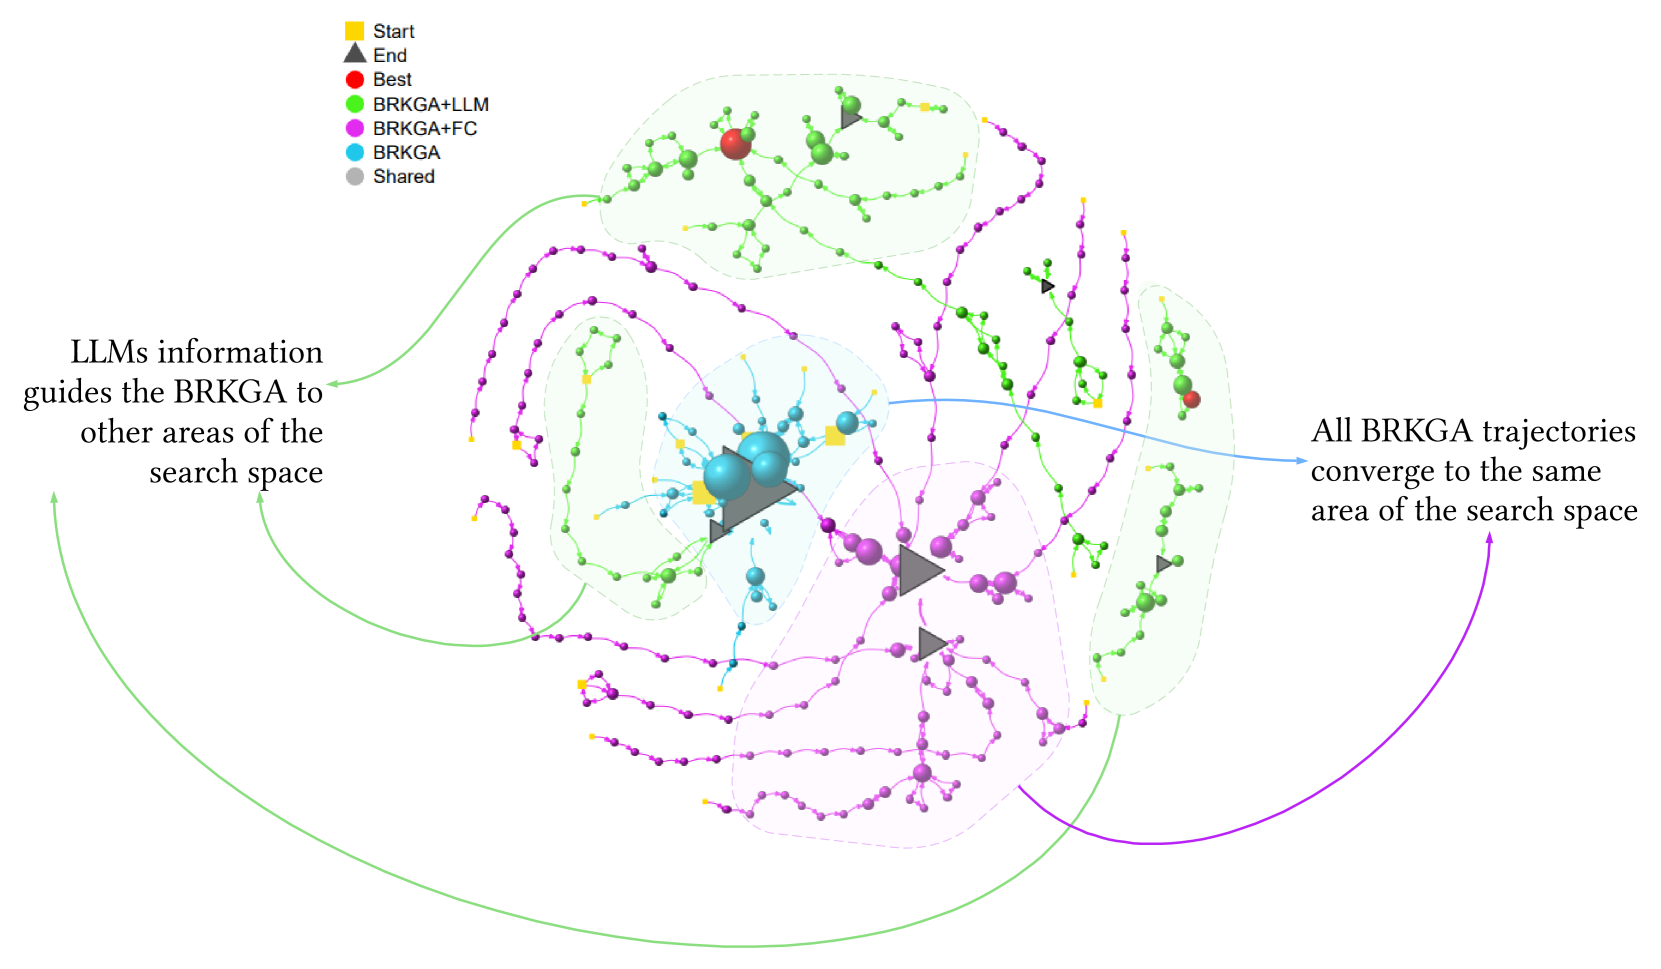 Start
End
Best
BRKGA+LLM
BRKGA+FC
BRKGA
Shared
LLMs information
guides the BRKGA to
other areas of the
search space
All BRKGA trajectories
converge to the same
area of the search space